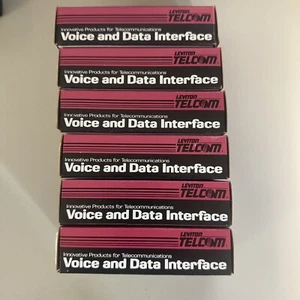 LEVITON
TELCOM
Innovative Products for Telecommunications
Voice and Data Interface
LEVITON
TELCOM
Innovative Products for Telecommunications
Voice and Data Interface
LEVITON
TELCOM
Innovative Products for Telecommunications
Voice and Data Interface
LEVITON
TELCOM
Innovative Products for Telecommunications
Voice and Data Interface
LEVITON
TELCOM
Innovative Products for Telecommunications
Voice and Data Interface
LEVITON
TELCOM
Innovative Products for Telecommunications
Voice and Data Interface